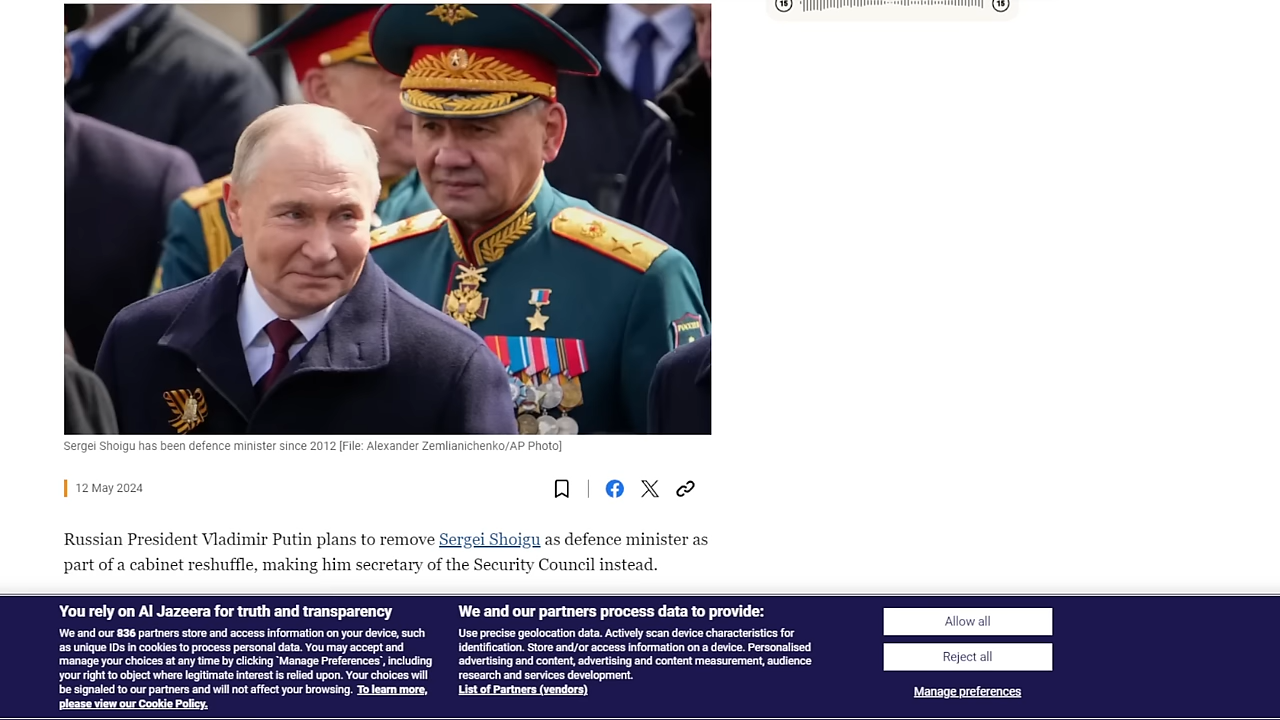 15 15
РОССИЯ
Sergei Shoigu has been defence minister since 2012 [File: Alexander Zemlianichenko/AP Photo]
12 May 2024
Russian President Vladimir Putin plans to remove Sergei Shoigu as defence minister as
part of a cabinet reshuffle, making him secretary of the Security Council instead.
You rely on Al Jazeera for truth and transparency
We and our 836 partners store and access information on your device, such
as unique IDs in cookies to process personal data. You may accept and
manage your choices at any time by clicking `Manage Preferences`, including
your right to object where legitimate interest is relied upon. Your choices will
be signaled to our partners and will not affect your browsing. To learn more,
please view our Cookie Policy.
We and our partners process data to provide:
Use precise geolocation data. Actively scan device characteristics for
identification. Store and/or access information on a device. Personalised
advertising and content, advertising and content measurement, audience
research and services development.
List of Partners (vendors)
Allow all
Reject all
Manage preferences